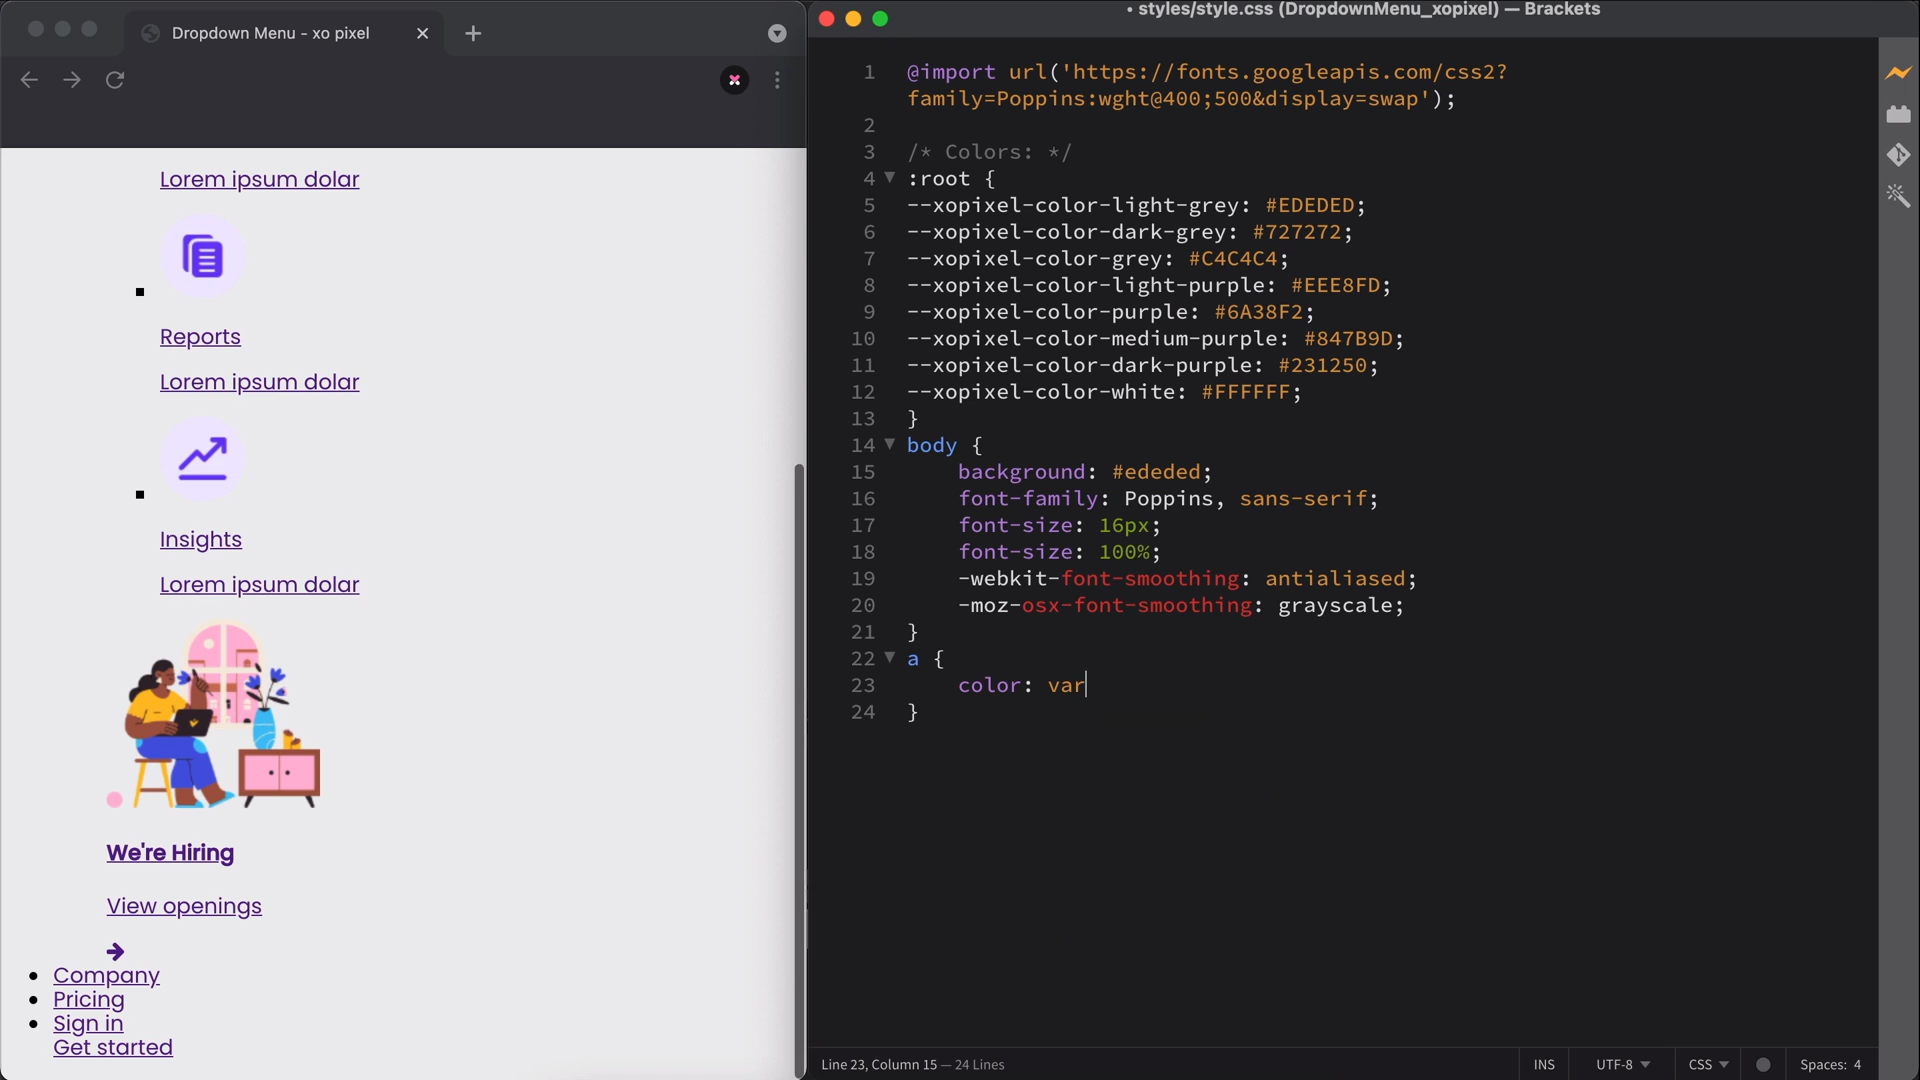 Dropdown Menu - xo pixel
Lorem ipsum dolar
Reports
Lorem ipsum dolar
Insights
Lorem ipsum dolar
We're Hiring
View openings
Company
Pricing
Sign in
Get started
• styles/style.css (DropdownMenu_xopixel) — Brackets
1 @import url('https://fonts.googleapis.com/css2?
family=Poppins:wght@400;500&display=swap');
2
3 /* Colors: */
4 :root {
5 --xopixel-color-light-grey: #EDEDED;
6 --xopixel-color-dark-grey: #727272;
7 --xopixel-color-grey: #C4C4C4;
8 --xopixel-color-light-purple: #EEE8FD;
9 --xopixel-color-purple: #6A38F2;
10 --xopixel-color-medium-purple: #847B9D;
11 --xopixel-color-dark-purple: #231250;
12 --xopixel-color-white: #FFFFFF;
13 }
14 body {
15 background: #ededed;
16 font-family: Poppins, sans-serif;
17 font-size: 16px;
18 font-size: 100%;
19 -webkit-font-smoothing: antialiased;
20 -moz-osx-font-smoothing: grayscale;
21 }
22 a {
23 color: var
24 }
Line 23, Column 15 — 24 Lines
INS UTF-8 CSS Spaces: 4